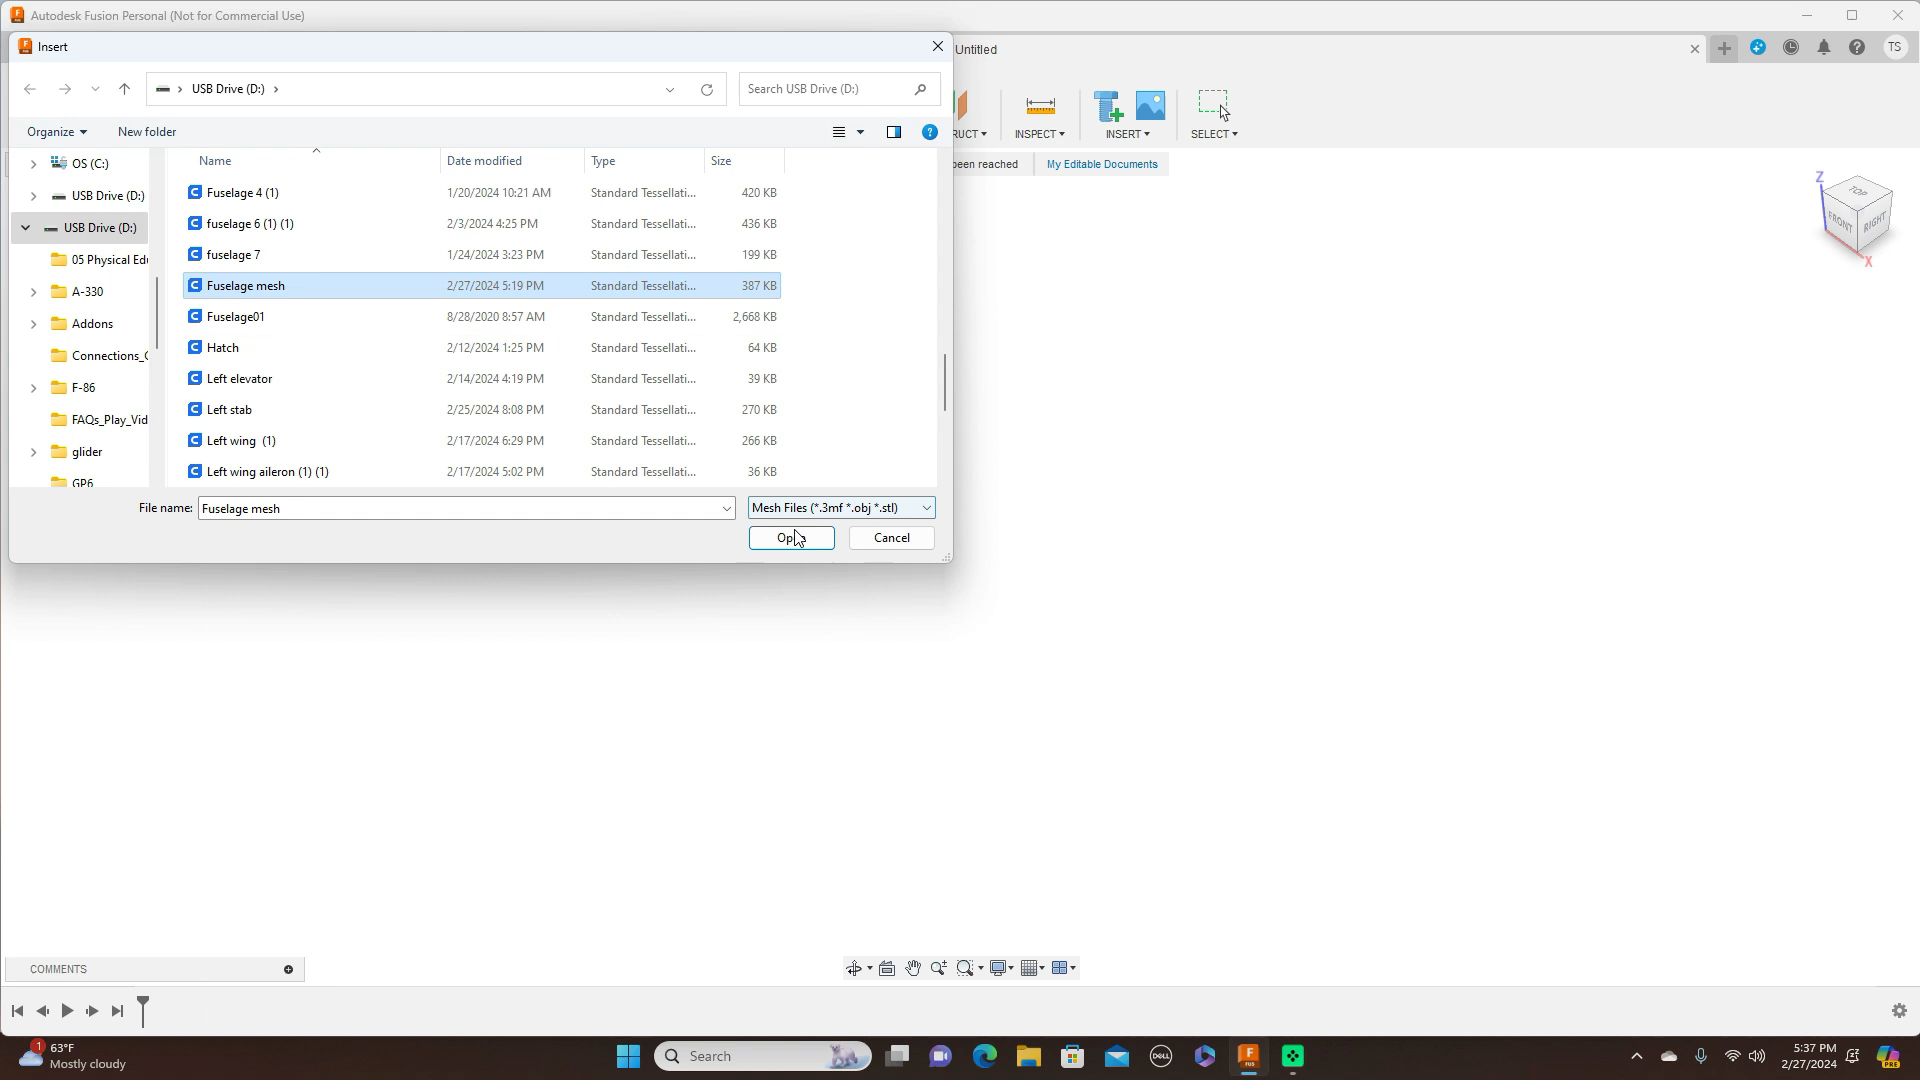 Autodesk Fusion Personal (Not for Commercial Use)
Insert
Untitled
TS
USB Drive (D:)
Search USB Drive (D:)
Organize
New folder
RUCT
INSPECT
INSERT
SELECT
been reached
My Editable Documents
Name
Date modified
Type
Size
OS (C:)
USB Drive (D:)
USB Drive (D:)
05 Physical Edu
A-330
Addons
Connections_C
F-86
FAQs_Play_Vid
glider
GP6
Fuselage 4 (1) 1/20/2024 10:21 AM Standard Tessellati... 420 KB
fuselage 6 (1) (1) 2/3/2024 4:25 PM Standard Tessellati... 436 KB
fuselage 7 1/24/2024 3:23 PM Standard Tessellati... 199 KB
Fuselage mesh 2/27/2024 5:19 PM Standard Tessellati... 387 KB
Fuselage01 8/28/2020 8:57 AM Standard Tessellati... 2,668 KB
Hatch 2/12/2024 1:25 PM Standard Tessellati... 64 KB
Left elevator 2/14/2024 4:19 PM Standard Tessellati... 39 KB
Left stab 2/25/2024 8:08 PM Standard Tessellati... 270 KB
Left wing (1) 2/17/2024 6:29 PM Standard Tessellati... 266 KB
Left wing aileron (1) (1) 2/17/2024 5:02 PM Standard Tessellati... 36 KB
File name: Fuselage mesh
Mesh Files (*.3mf *.obj *.stl)
Open
Cancel
Z
TOP
FRONT
RIGHT
X
COMMENTS
1
63°F
Mostly cloudy
Search
DELL
FUS
5:37 PM
2/27/2024
PRE